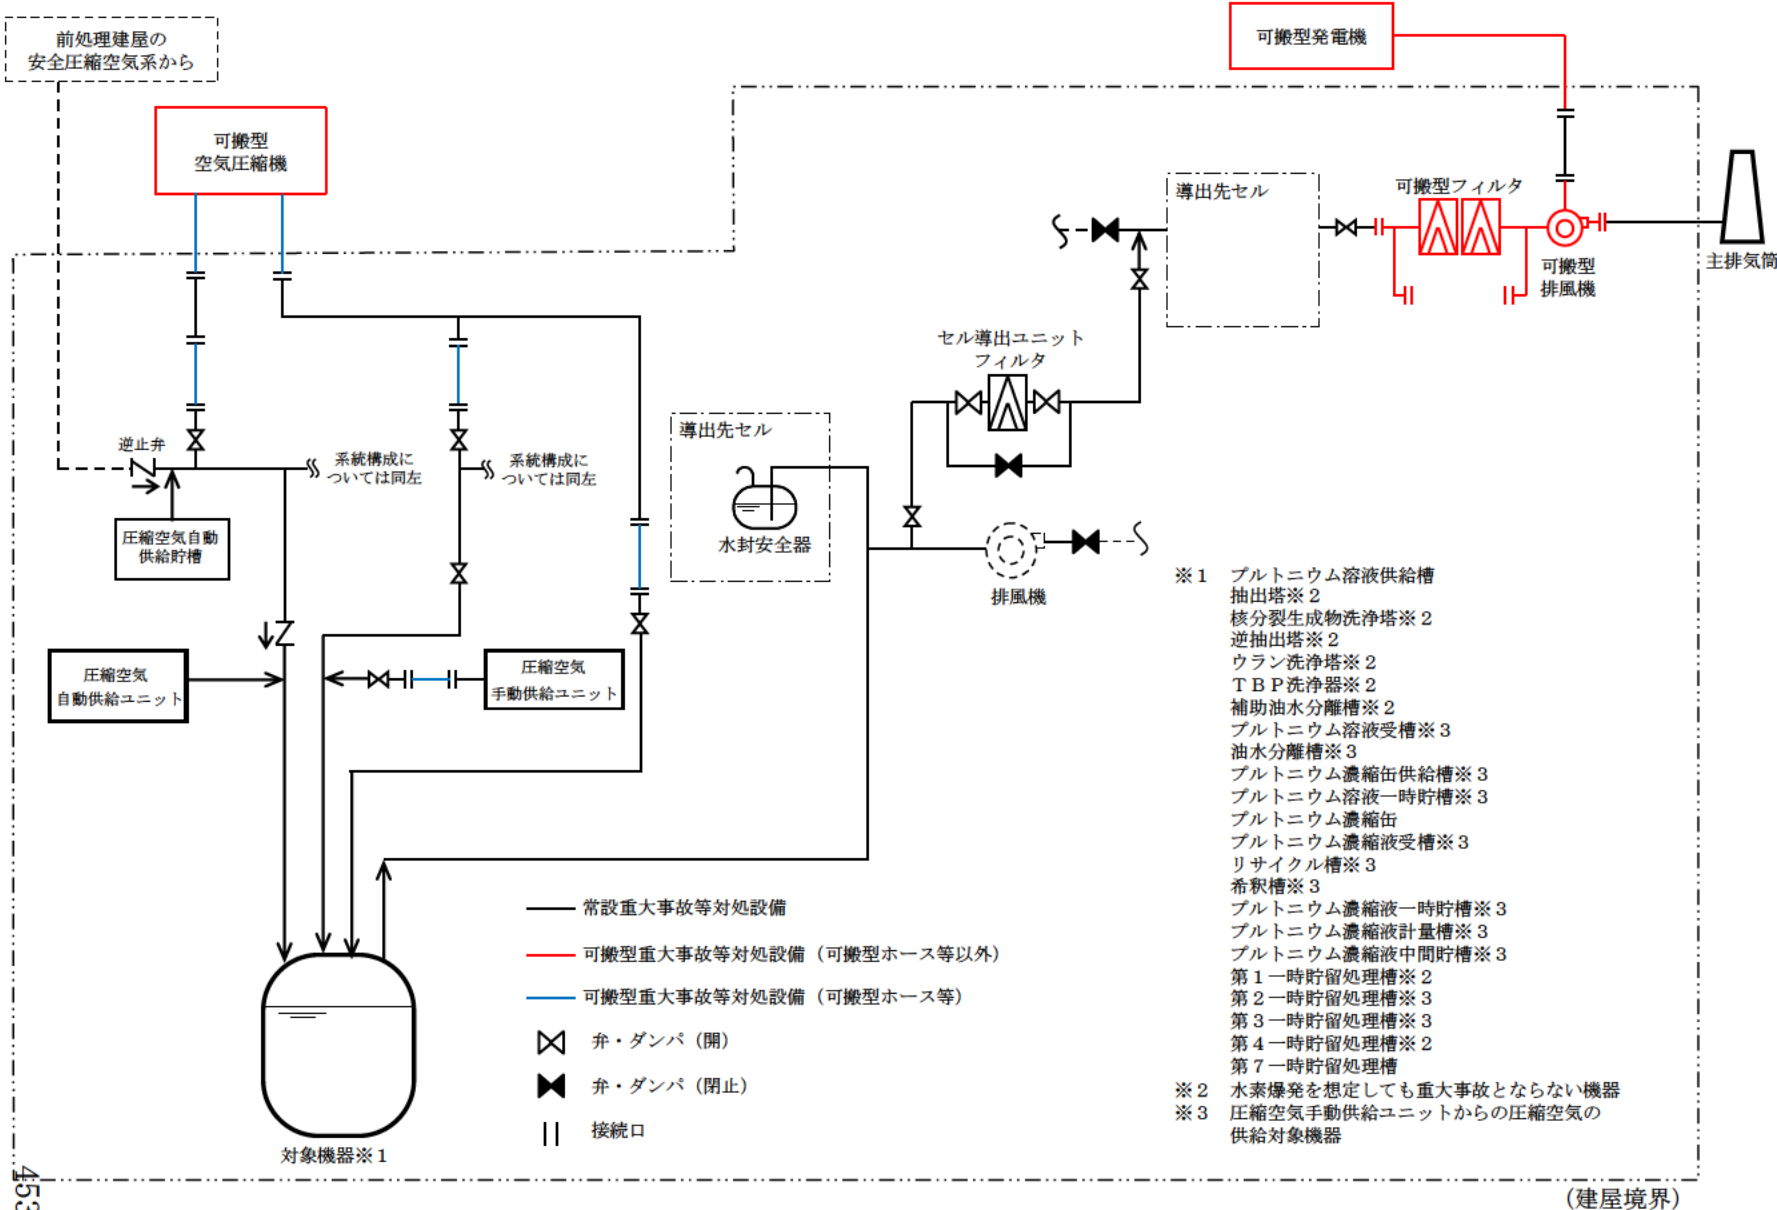 前処理建屋の
安全圧縮空気系から
可搬型発電機
可搬型
空気圧縮機
導出先セル
可搬型フィルタ
可搬型
排風機
主排気筒
セル導出ユニット
フィルタ
逆止弁
系統構成に
ついては同左
系統構成に
ついては同左
導出先セル
水封安全器
圧縮空気自動
供給貯槽
排風機
圧縮空気
自動供給ユニット
圧縮空気
手動供給ユニット
※1 プルトニウム溶液供給槽
抽出塔※2
核分裂生成物洗浄塔※2
逆抽出塔※2
ウラン洗浄塔※2
TBP洗浄器※2
補助油水分離槽※2
プルトニウム溶液受槽※3
油水分離槽※3
プルトニウム濃縮缶供給槽※3
プルトニウム溶液一時貯槽※3
プルトニウム濃縮缶
プルトニウム濃縮液受槽※3
リサイクル槽※3
希釈槽※3
プルトニウム濃縮液一時貯槽※3
プルトニウム濃縮液計量槽※3
プルトニウム濃縮液中間貯槽※3
第1一時貯留処理槽※2
第2一時貯留処理槽※3
第3一時貯留処理槽※3
第4一時貯留処理槽※2
第7一時貯留処理槽
※2 水素爆発を想定しても重大事故とならない機器
※3 圧縮空気手動供給ユニットからの圧縮空気の
供給対象機器
常設重大事故等対処設備
可搬型重大事故等対処設備(可搬型ホース等以外)
可搬型重大事故等対処設備(可搬型ホース等)
弁・ダンパ(開)
弁・ダンパ(閉止)
接続口
対象機器※1
453
(建屋境界)